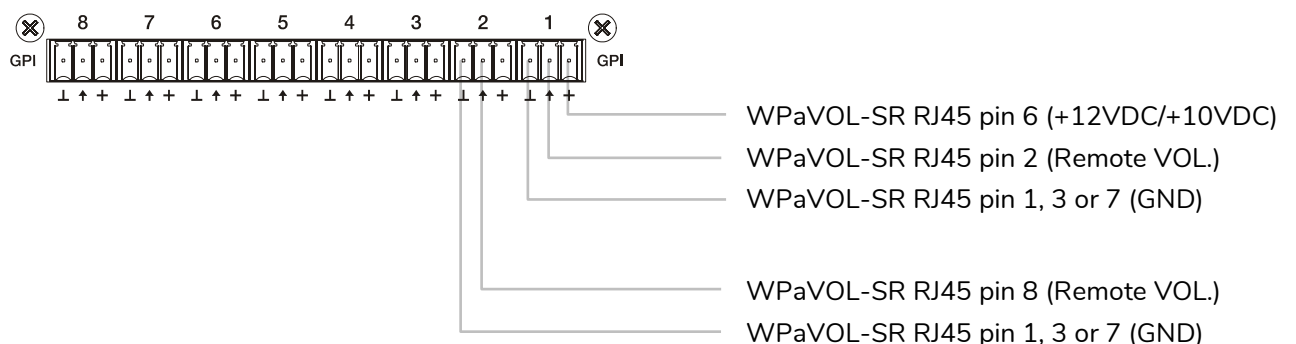 8 7 6 5 4 3 2 1
GPI GPI
⊥ ↑ + ⊥ ↑ + ⊥ ↑ + ⊥ ↑ + ⊥ ↑ + ⊥ ↑ + ⊥ ↑ + ⊥ ↑ +
WPaVOL-SR RJ45 pin 6 (+12VDC/+10VDC)
WPaVOL-SR RJ45 pin 2 (Remote VOL.)
WPaVOL-SR RJ45 pin 1, 3 or 7 (GND)
WPaVOL-SR RJ45 pin 8 (Remote VOL.)
WPaVOL-SR RJ45 pin 1, 3 or 7 (GND)